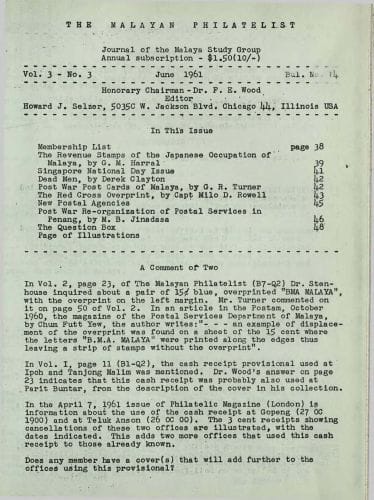 THE MALAYAN PHILATELIST
Journal of the Malaya Study Group
Annual subscription - $1.50(10/-)
Vol. 3 - No. 3 June 1961 Bul. No. 14
Honorary Chairman-Dr. F. E. Wood
Editor
Howard J. Selzer, 5035C W. Jackson Blvd. Chicago 44, Illinois USA
In This Issue
Membership List page 38
The Revenue Stamps of the Japanese Occupation of
Malaya, by G. M. Harral 39
Singapore National Day Issue 41
Dead Men, by Derek Clayton 42
Post War Post Cards of Malaya, by G. R. Turner 42
The Red Cross Overprint, by Capt Milo D. Rowell 43
New Postal Agencies 45
Post War Re-organization of Postal Services in
Penang, by M. B. Jinadasa 46
The Question Box 48
Page of Illustrations
A Comment of Two
In Vol. 2, page 23, of The Malayan Philatelist (B7-Q2) Dr. Sten-
house inquired about a pair of 15¢ blue, overprinted "BMA MALAYA",
with the overprint on the left margin. Mr. Turner commented on
it on page 50 of Vol. 2. In an article in the Postam, October
1960, the magazine of the Postal Services Department of Malaya,
by Chun Futt Yew, the author writes:"- - - an example of displace-
ment of the overprint was found on a sheet of the 15 cent where
the letters "B.M.A. MALAYA" were printed along the edges thus
leaving a strip of stamps without the overprint".
In Vol. I, page 11 (B1-Q2), the cash receipt provisional used at
Ipoh and Tanjong Malim was mentioned. Dr. Wood's answer on page
23 indicates that this cash receipt was probably also used at
Parit Buntar, from the description of the cover in his collection.
In the April 7, 1961 issue of Philatelic Magazine (London) is
information about the use of the cash receipt at Gopeng (27 OC
1900) and at Teluk Anson (26 OC 00). The 3 cent receipts showing
cancellations of these two offices are illustrated, with the
dates indicated. This adds two more offices that used this cash
receipt to those already known.
Does any member have a cover(s) that will add further to the
offices using this provisional?